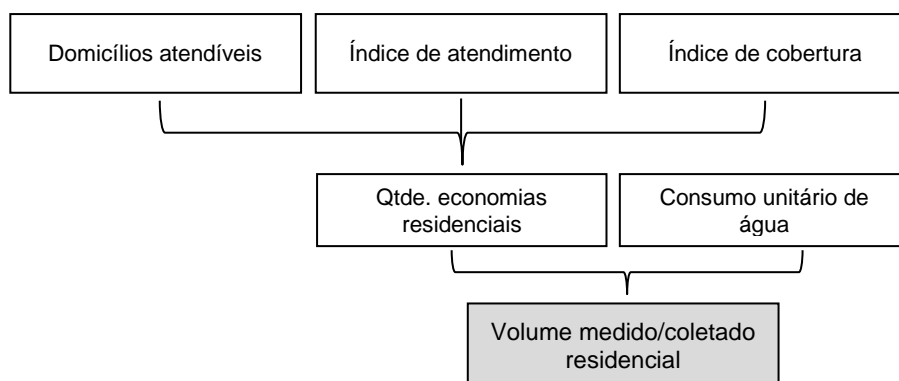 Domicílios atendíveis
Índice de atendimento
Índice de cobertura
Qtde. economias
residenciais
Consumo unitário de
água
Volume medido/coletado
residencial